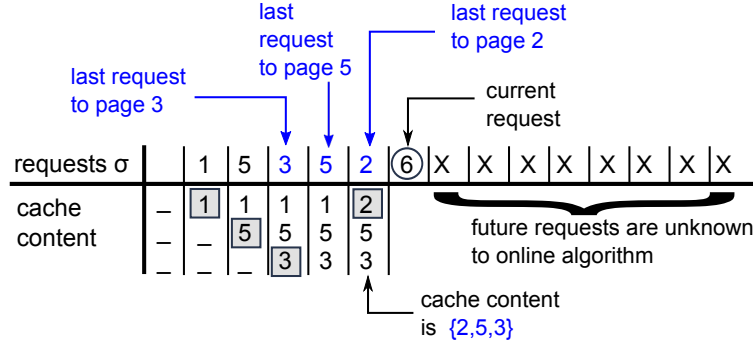 last
request
to page 5
last request
to page 2
last request
to page 3
current
request
requests σ 1 5 3 5 2 6 X X X X X X X X
cache
content
_ 1 1 1 1 2
_ _ 5 5 5 5
_ _ _ 3 3 3
future requests are unknown
to online algorithm
cache content
is {2,5,3}